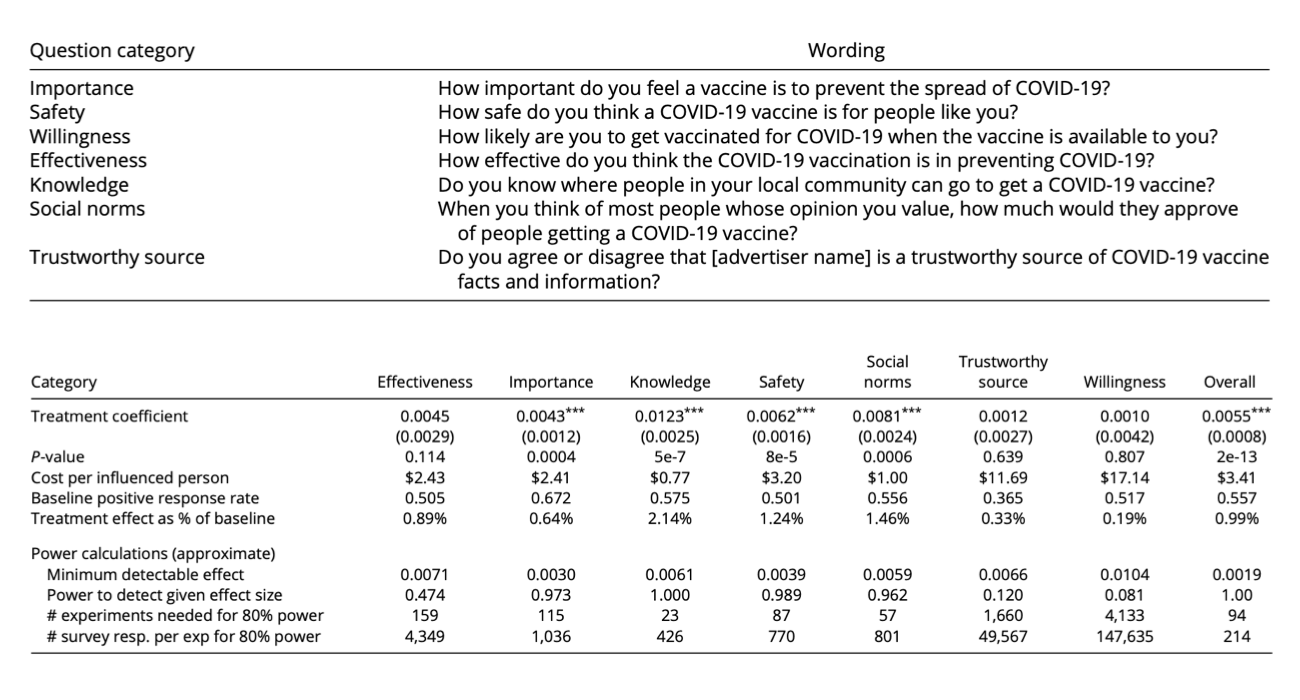 Question category Wording
Importance How important do you feel a vaccine is to prevent the spread of COVID-19?
Safety How safe do you think a COVID-19 vaccine is for people like you?
Willingness How likely are you to get vaccinated for COVID-19 when the vaccine is available to you?
Effectiveness How effective do you think the COVID-19 vaccination is in preventing COVID-19?
Knowledge Do you know where people in your local community can go to get a COVID-19 vaccine?
Social norms When you think of most people whose opinion you value, how much would they approve
of people getting a COVID-19 vaccine?
Trustworthy source Do you agree or disagree that [advertiser name] is a trustworthy source of COVID-19 vaccine
facts and information?
Social Trustworthy
Category Effectiveness Importance Knowledge Safety norms source Willingness Overall
Treatment coefficient 0.0045 0.0043*** 0.0123*** 0.0062*** 0.0081*** 0.0012 0.0010 0.0055***
(0.0029) (0.0012) (0.0025) (0.0016) (0.0024) (0.0027) (0.0042) (0.0008)
P-value 0.114 0.0004 5e-7 8e-5 0.0006 0.639 0.807 2e-13
Cost per influenced person $2.43 $2.41 $0.77 $3.20 $1.00 $11.69 $17.14 $3.41
Baseline positive response rate 0.505 0.672 0.575 0.501 0.556 0.365 0.517 0.557
Treatment effect as % of baseline 0.89% 0.64% 2.14% 1.24% 1.46% 0.33% 0.19% 0.99%
Power calculations (approximate)
Minimum detectable effect 0.0071 0.0030 0.0061 0.0039 0.0059 0.0066 0.0104 0.0019
Power to detect given effect size 0.474 0.973 1.000 0.989 0.962 0.120 0.081 1.00
# experiments needed for 80% power 159 115 23 87 57 1,660 4,133 94
# survey resp. per exp for 80% power 4,349 1,036 426 770 801 49,567 147,635 214